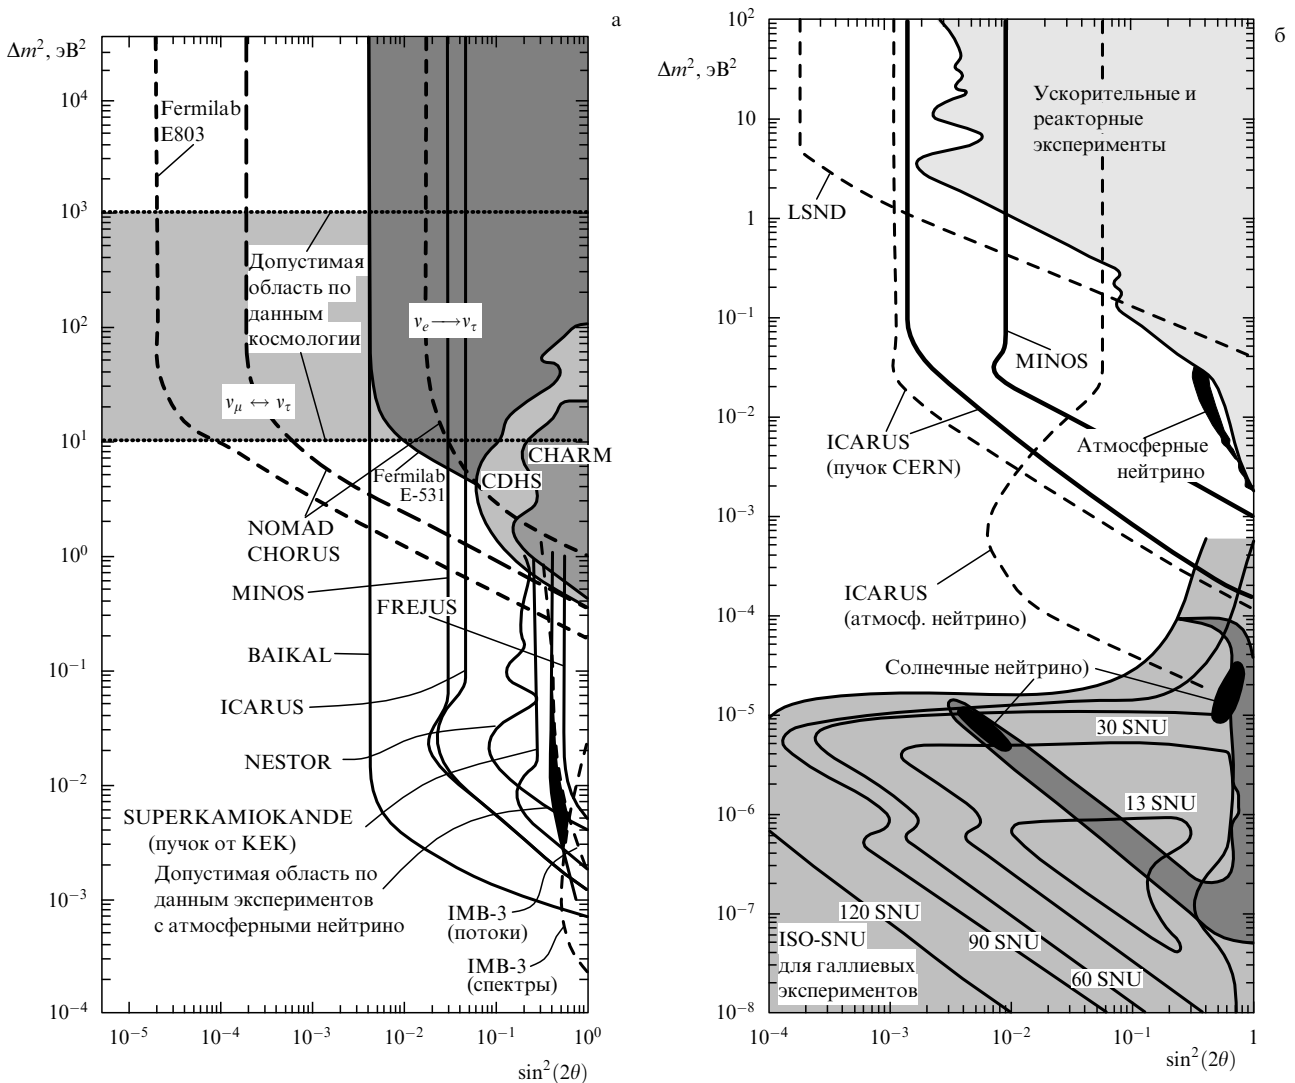 а
Δm², эВ²
10⁴
10³
10²
10¹
10⁰
10⁻¹
10⁻²
10⁻³
10⁻⁴
Fermilab
E803
Допустимая
область по
данным
космологии
νₑ ⟶ ν_τ
ν_μ ↔ ν_τ
Fermilab
E-531
CDHS
CHARM
NOMAD
CHORUS
MINOS
FREJUS
BAIKAL
ICARUS
NESTOR
SUPERKAMIOKANDE
(пучок от KEK)
Допустимая область по
данным экспериментов
с атмосферными нейтрино
IMB-3
(потоки)
IMB-3
(спектры)
10⁻⁵ 10⁻⁴ 10⁻³ 10⁻² 10⁻¹ 10⁰
sin²(2θ)
б
Δm², эВ²
10²
10
1
10⁻¹
10⁻²
10⁻³
10⁻⁴
10⁻⁵
10⁻⁶
10⁻⁷
10⁻⁸
Ускорительные и
реакторные
эксперименты
LSND
MINOS
ICARUS
(пучок CERN)
Атмосферные
нейтрино
ICARUS
(атмосф. нейтрино)
Солнечные нейтрино)
30 SNU
13 SNU
120 SNU
90 SNU
60 SNU
ISO-SNU
для галлиевых
экспериментов
10⁻⁴ 10⁻³ 10⁻² 10⁻¹ 1
sin²(2θ)